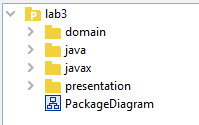 lab3
domain
java
javax
presentation
PackageDiagram